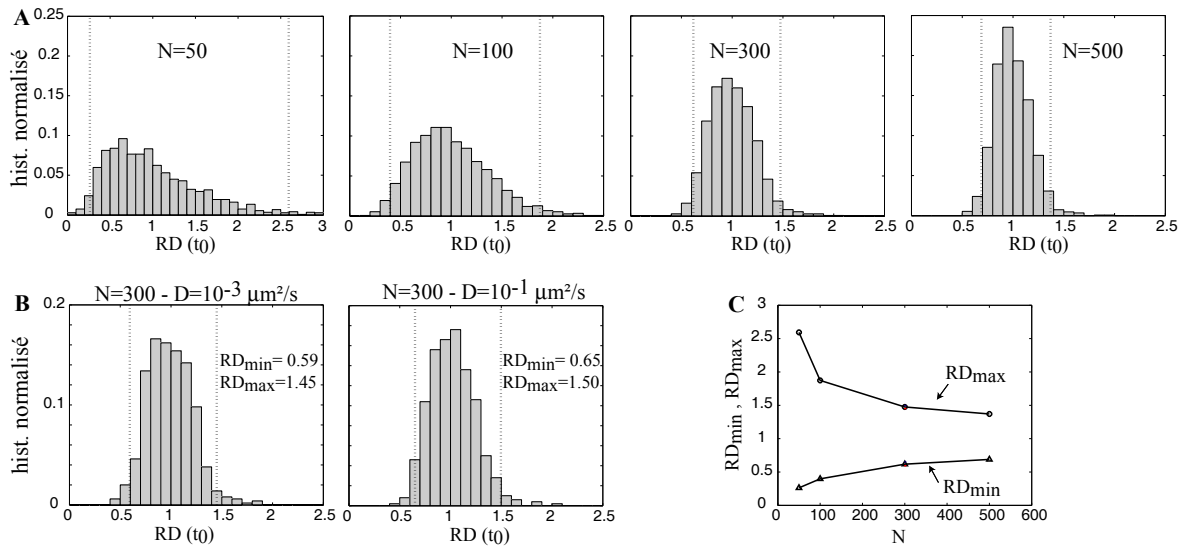 A
hist. normalisé
0.25
0.2
0.15
0.1
0.05
0
N=50
0 0.5 1 1.5 2 2.5 3
RD (t0)
N=100
0 0.5 1 1.5 2 2.5
RD (t0)
N=300
0 0.5 1 1.5 2 2.5
RD (t0)
N=500
0 0.5 1 1.5 2 2.5
RD (t0)
B
hist. normalisé
N=300 - D=10-3 µm²/s
0.2
0.1
0
RDmin= 0.59
RDmax=1.45
0 0.5 1 1.5 2 2.5
RD (t0)
N=300 - D=10-1 µm²/s
RDmin= 0.65
RDmax=1.50
0 0.5 1 1.5 2 2.5
RD (t0)
C
RDmin , RDmax
3
2.5
2
1.5
1
0.5
0
RDmax
RDmin
0 100 200 300 400 500 600
N